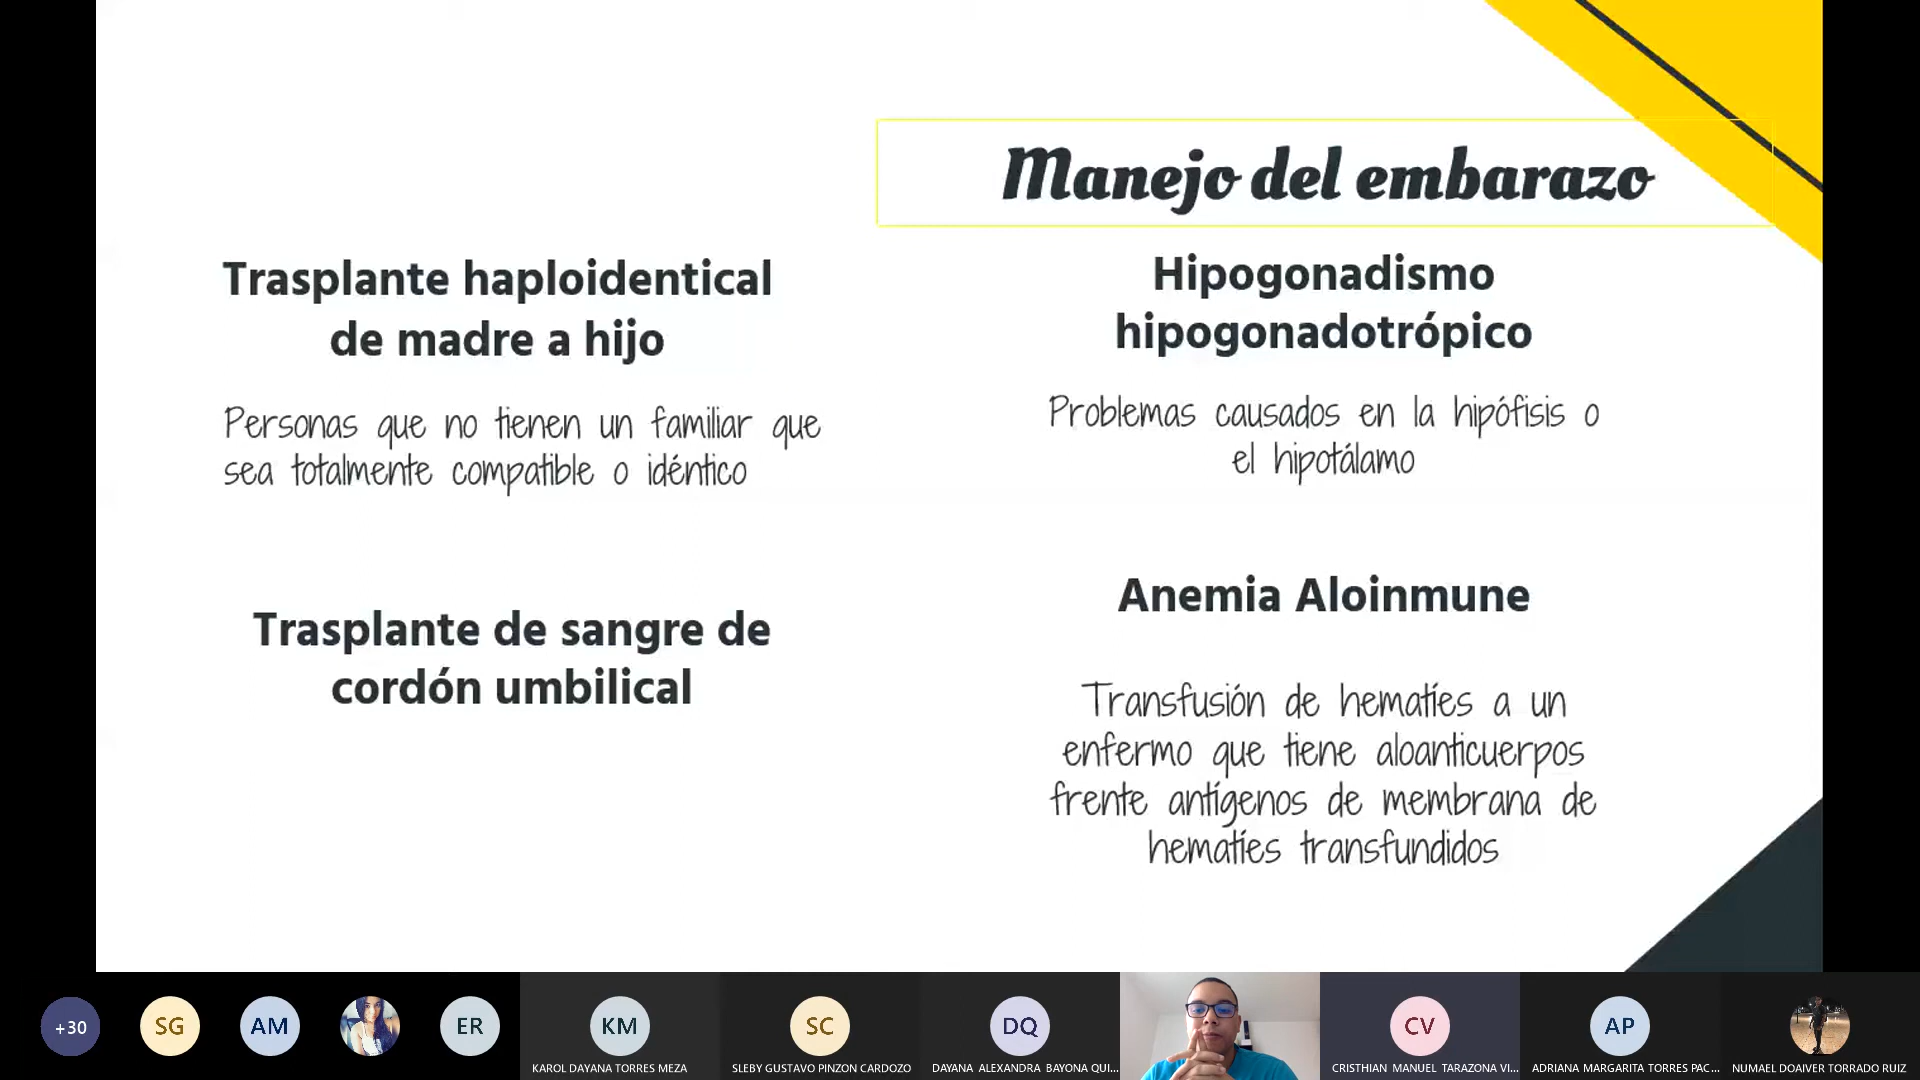 Manejo del embarazo
Trasplante haploidentical
de madre a hijo
Personas que no tienen un familiar que
sea totalmente compatible o idéntico
Trasplante de sangre de
cordón umbilical
Hipogonadismo
hipogonadotrópico
Problemas causados en la hipófisis o
el hipotálamo
Anemia Aloinmune
Transfusión de hematíes a un
enfermo que tiene aloanticuerpos
frente antígenos de membrana de
hematíes transfundidos
+30
SG
AM
ER
KM
KAROL DAYANA TORRES MEZA
SC
SLEBY GUSTAVO PINZON CARDOZO
DQ
DAYANA ALEXANDRA BAYONA QUI...
CV
CRISTHIAN MANUEL TARAZONA VI...
AP
ADRIANA MARGARITA TORRES PAC...
NUMAEL DOAIVER TORRADO RUIZ